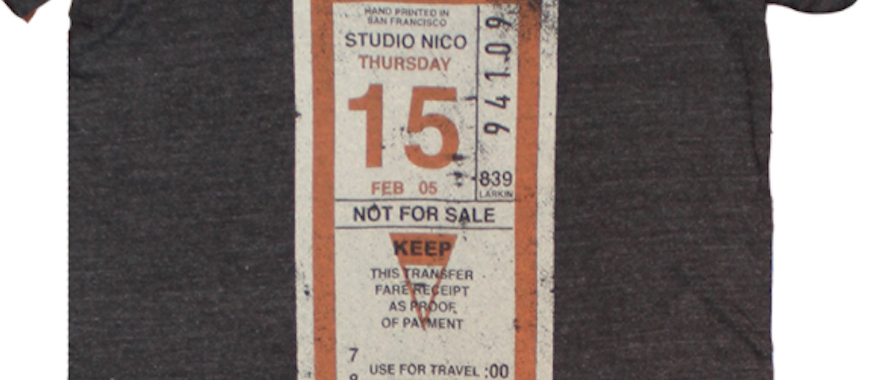 HAND PRINTED IN
SAN FRANCISCO
STUDIO NICO
THURSDAY
15
FEB 05
94109
839
LARKIN
NOT FOR SALE
KEEP
THIS TRANSFER
FARE RECEIPT
AS PROOF
OF PAYMENT
7
8
USE FOR TRAVEL :00